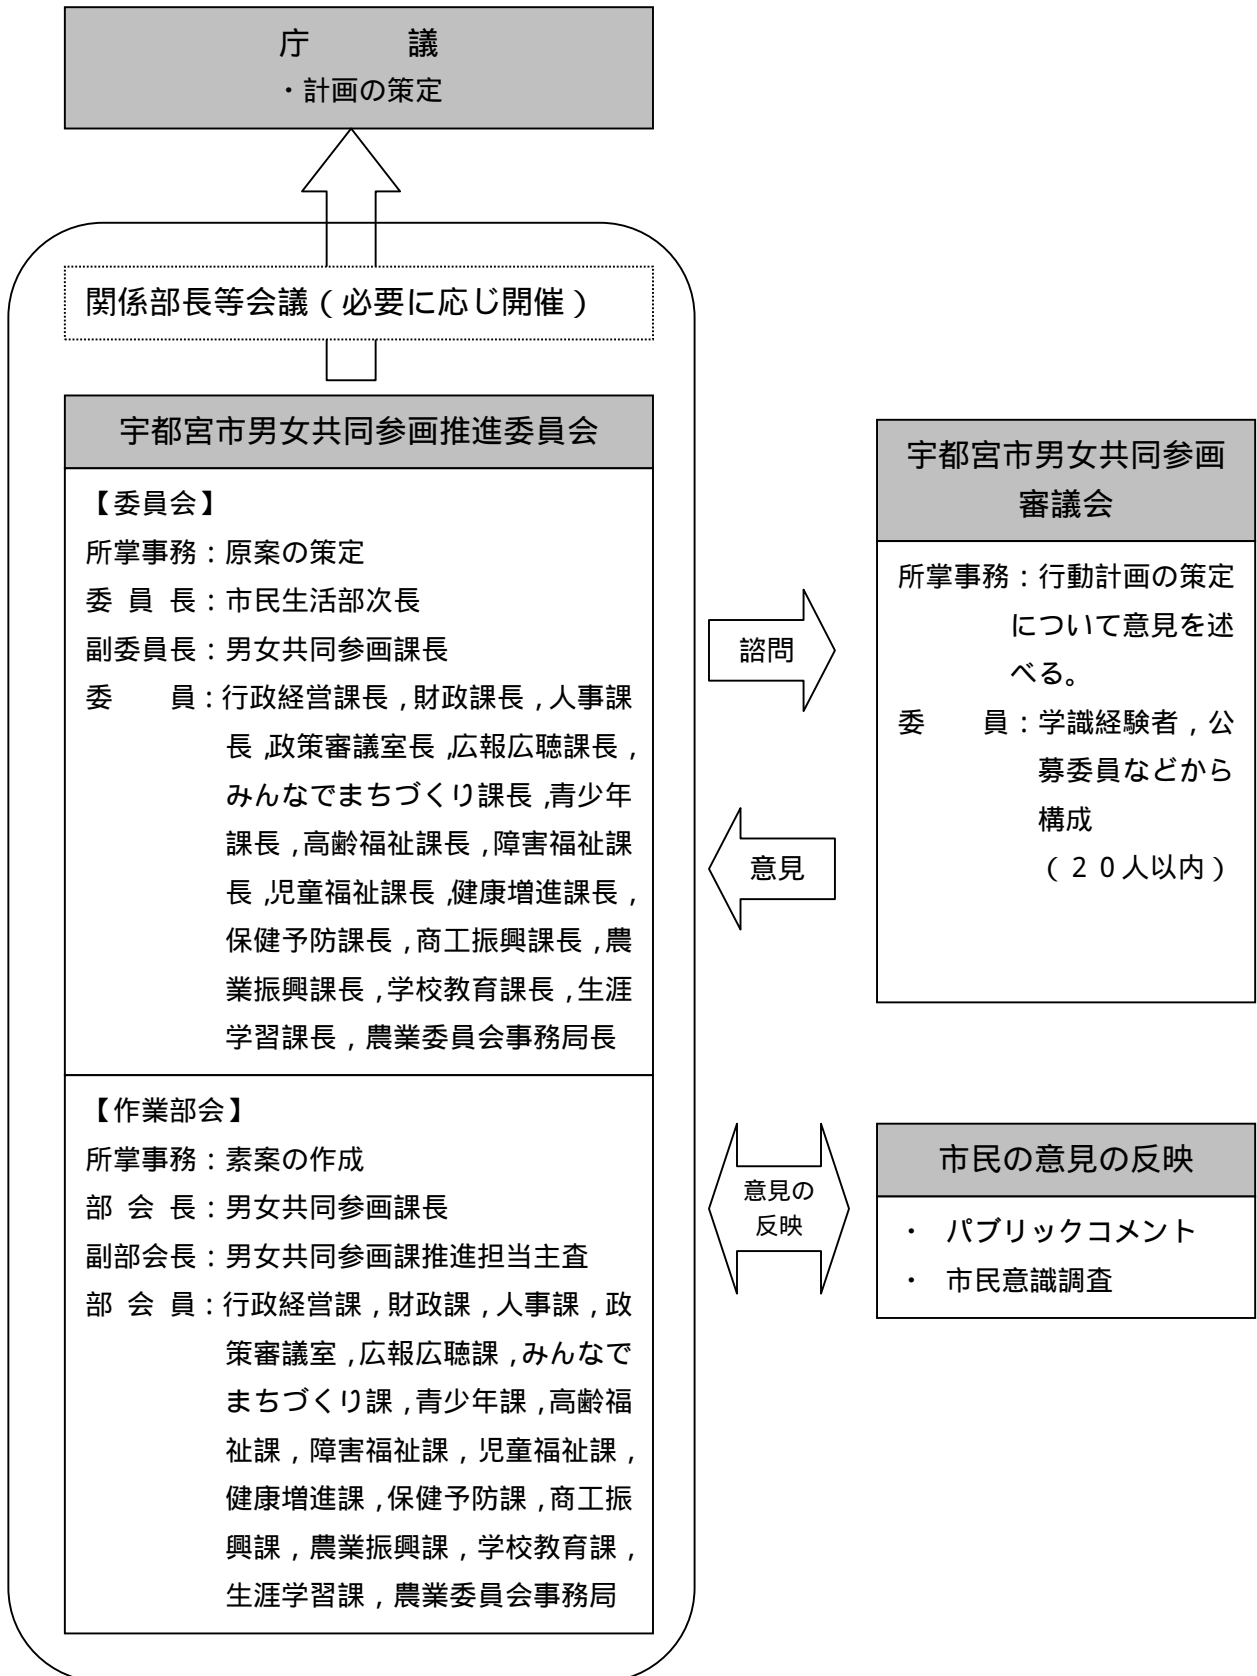 庁　　　議
・計画の策定
関係部長等会議（必要に応じ開催）
宇都宮市男女共同参画推進委員会
【委員会】
所掌事務：原案の策定
委 員 長：市民生活部次長
副委員長：男女共同参画課長
委　　員：行政経営課長，財政課長，人事課
長，政策審議室長，広報広聴課長，
みんなでまちづくり課長，青少年
課長，高齢福祉課長，障害福祉課
長，児童福祉課長，健康増進課長，
保健予防課長，商工振興課長，農
業振興課長，学校教育課長，生涯
学習課長，農業委員会事務局長
【作業部会】
所掌事務：素案の作成
部 会 長：男女共同参画課長
副部会長：男女共同参画課推進担当主査
部 会 員：行政経営課，財政課，人事課，政
策審議室，広報広聴課，みんなで
まちづくり課，青少年課，高齢福
祉課，障害福祉課，児童福祉課，
健康増進課，保健予防課，商工振
興課，農業振興課，学校教育課，
生涯学習課，農業委員会事務局
諮問
意見
意見の
反映
宇都宮市男女共同参画
審議会
所掌事務：行動計画の策定
について意見を述
べる。
委　　員：学識経験者，公
募委員などから
構成
（２０人以内）
市民の意見の反映
・　パブリックコメント
・　市民意識調査